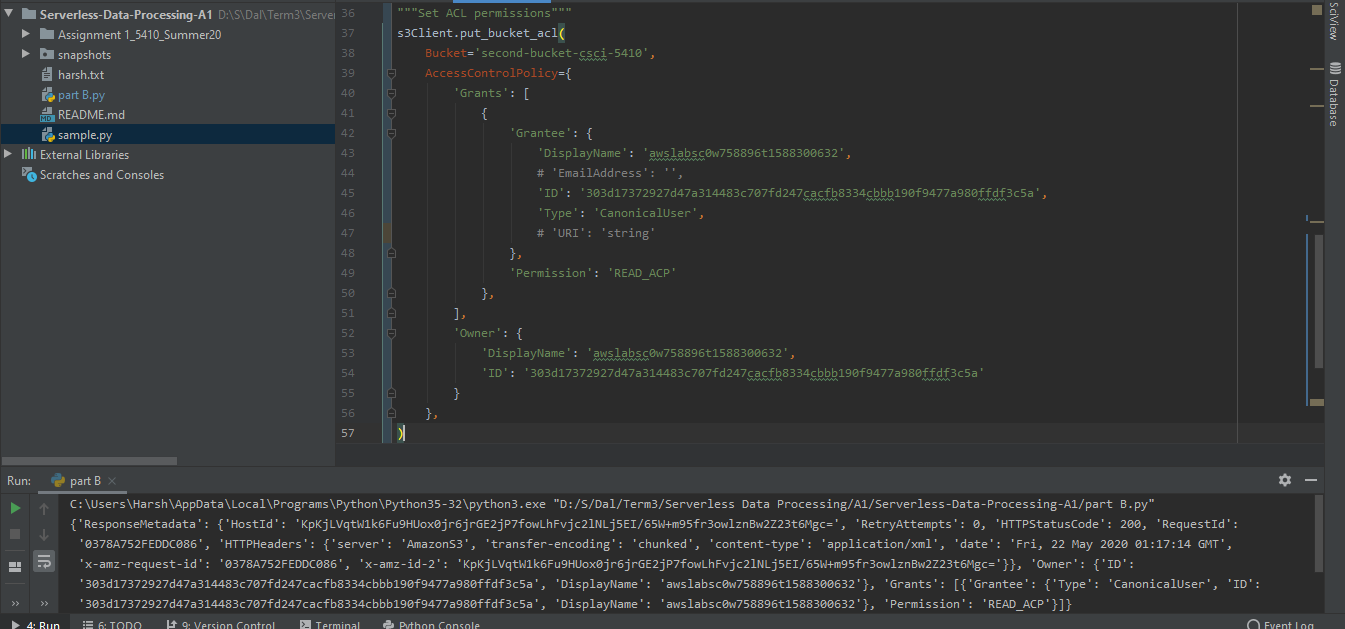 Serverless-Data-Processing-A1 D:\S\Dal\Term3\Server
Assignment 1_5410_Summer20
snapshots
harsh.txt
part B.py
README.md
sample.py
External Libraries
Scratches and Consoles
36 """Set ACL permissions"""
37 s3Client.put_bucket_acl(
38 Bucket='second-bucket-csci-5410',
39 AccessControlPolicy={
40 'Grants': [
41 {
42 'Grantee': {
43 'DisplayName': 'awslabsc0w758896t1588300632',
44 # 'EmailAddress': '',
45 'ID': '303d17372927d47a314483c707fd247cacfb8334cbbb190f9477a980ffdf3c5a',
46 'Type': 'CanonicalUser',
47 # 'URI': 'string'
48 },
49 'Permission': 'READ_ACP'
50 },
51 ],
52 'Owner': {
53 'DisplayName': 'awslabsc0w758896t1588300632',
54 'ID': '303d17372927d47a314483c707fd247cacfb8334cbbb190f9477a980ffdf3c5a'
55 }
56 },
57 )
SciView
Database
Run: part B
C:\Users\Harsh\AppData\Local\Programs\Python\Python35-32\python3.exe "D:/S/Dal/Term3/Serverless Data Processing/A1/Serverless-Data-Processing-A1/part B.py"
{'ResponseMetadata': {'HostId': 'KpKjLVqtW1k6Fu9HUox0jr6jrGE2jP7fowLhFvjc2lNLj5EI/65W+m95fr3owlznBw2Z23t6Mgc=', 'RetryAttempts': 0, 'HTTPStatusCode': 200, 'RequestId':
'0378A752FEDDC086', 'HTTPHeaders': {'server': 'AmazonS3', 'transfer-encoding': 'chunked', 'content-type': 'application/xml', 'date': 'Fri, 22 May 2020 01:17:14 GMT',
'x-amz-request-id': '0378A752FEDDC086', 'x-amz-id-2': 'KpKjLVqtW1k6Fu9HUox0jr6jrGE2jP7fowLhFvjc2lNLj5EI/65W+m95fr3owlznBw2Z23t6Mgc='}}, 'Owner': {'ID':
'303d17372927d47a314483c707fd247cacfb8334cbbb190f9477a980ffdf3c5a', 'DisplayName': 'awslabsc0w758896t1588300632'}, 'Grants': [{'Grantee': {'Type': 'CanonicalUser', 'ID':
'303d17372927d47a314483c707fd247cacfb8334cbbb190f9477a980ffdf3c5a', 'DisplayName': 'awslabsc0w758896t1588300632'}, 'Permission': 'READ_ACP'}]}
4: Run 6: TODO 9: Version Control Terminal Python Console Event Log